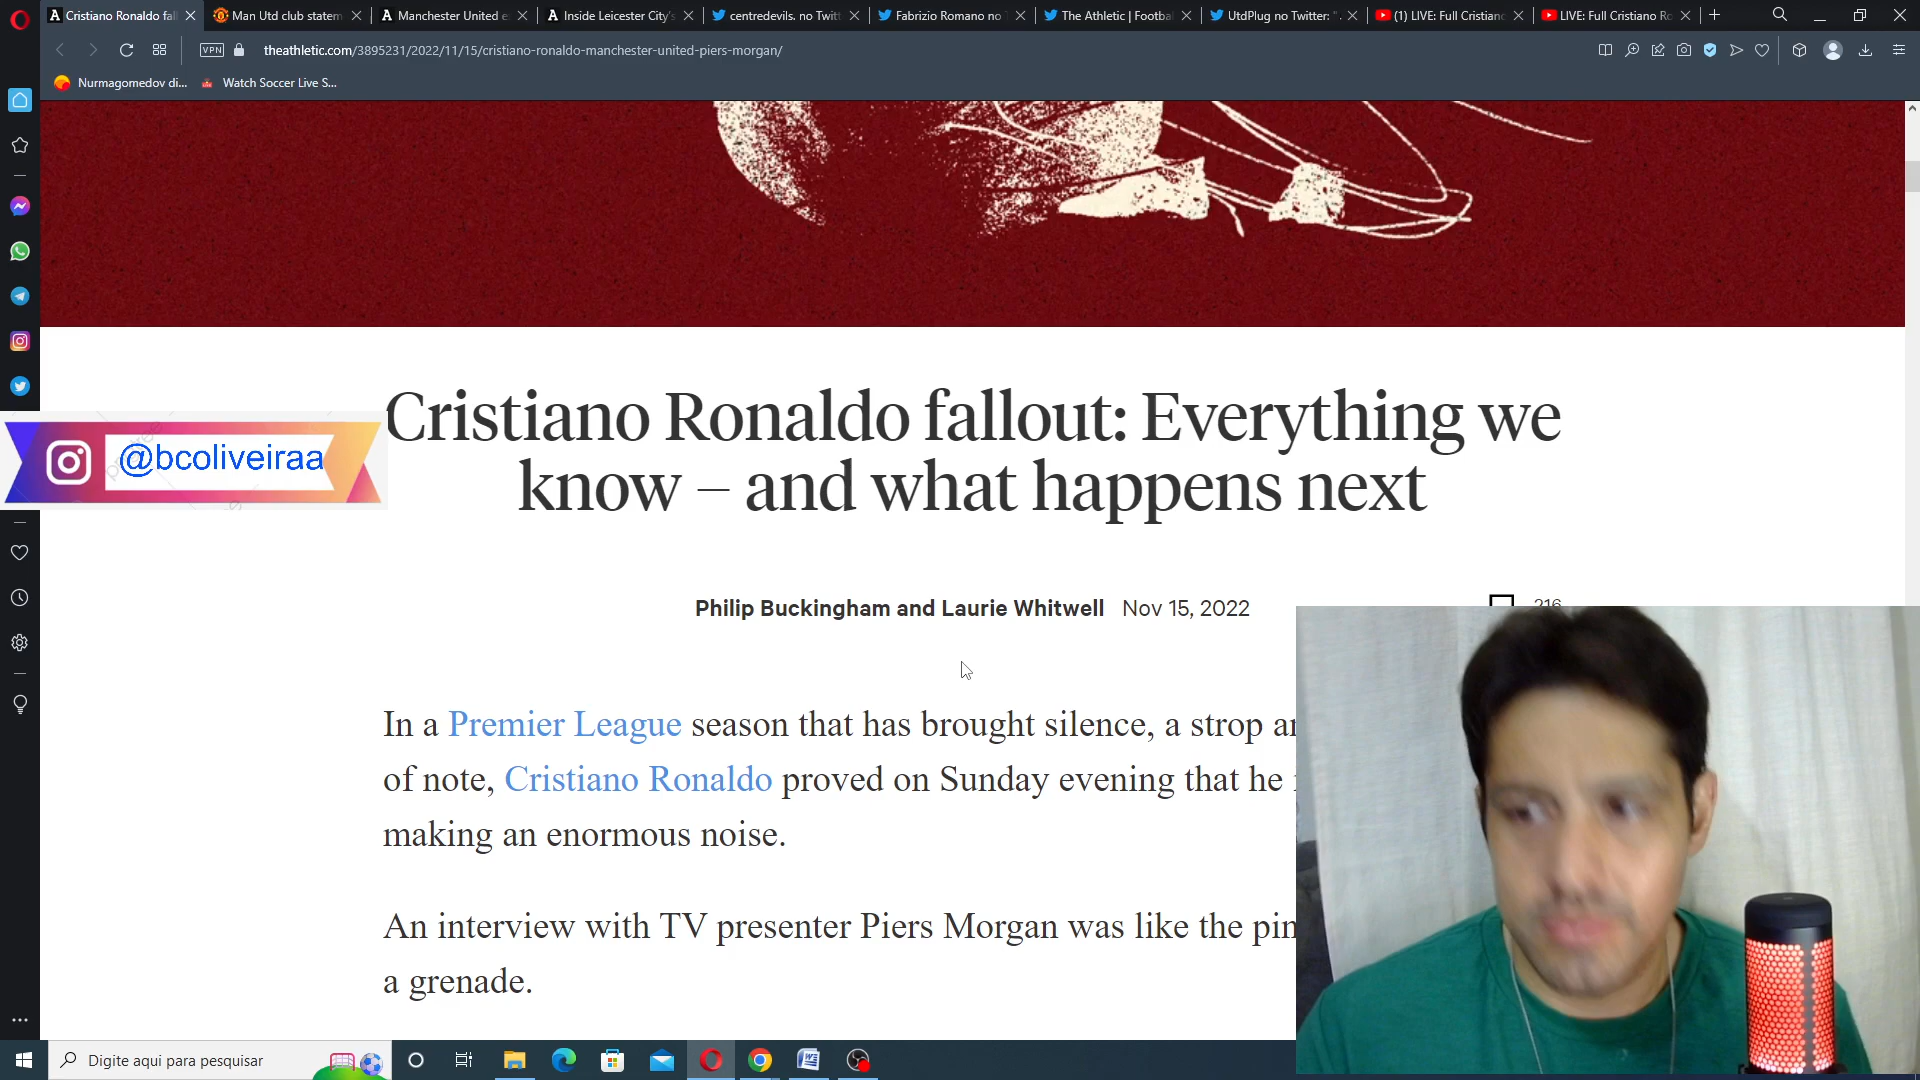 Cristiano Ronaldo fal
Man Utd club statem
Manchester United e
Inside Leicester City's
centredevils. no Twitt
Fabrizio Romano no T
The Athletic | Footbal
UtdPlug no Twitter: "
(1) LIVE: Full Cristian
LIVE: Full Cristiano Ro
VPN
theathletic.com/3895231/2022/11/15/cristiano-ronaldo-manchester-united-piers-morgan/
Nurmagomedov di...
Watch Soccer Live S...
Cristiano Ronaldo fallout: Everything we
know – and what happens next
@bcoliveiraa
Philip Buckingham and Laurie Whitwell Nov 15, 2022
216
In a Premier League season that has brought silence, a strop
of note, Cristiano Ronaldo proved on Sunday evening that he
making an enormous noise.
An interview with TV presenter Piers Morgan was like the pin
a grenade.
Digite aqui para pesquisar